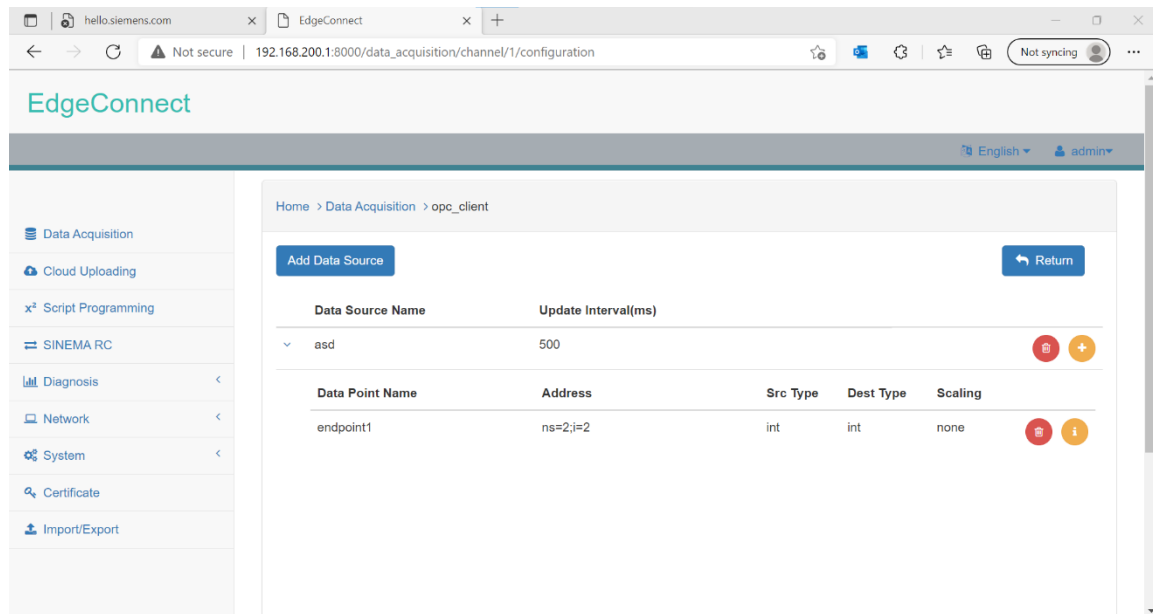 hello.siemens.com
EdgeConnect
Not secure 192.168.200.1:8000/data_acquisition/channel/1/configuration Not syncing
EdgeConnect
English admin
Home > Data Acquisition > opc_client
Data Acquisition
Cloud Uploading
x² Script Programming
SINEMA RC
Diagnosis
Network
System
Certificate
Import/Export
Add Data Source Return
Data Source Name Update Interval(ms)
asd 500
Data Point Name Address Src Type Dest Type Scaling
endpoint1 ns=2;i=2 int int none